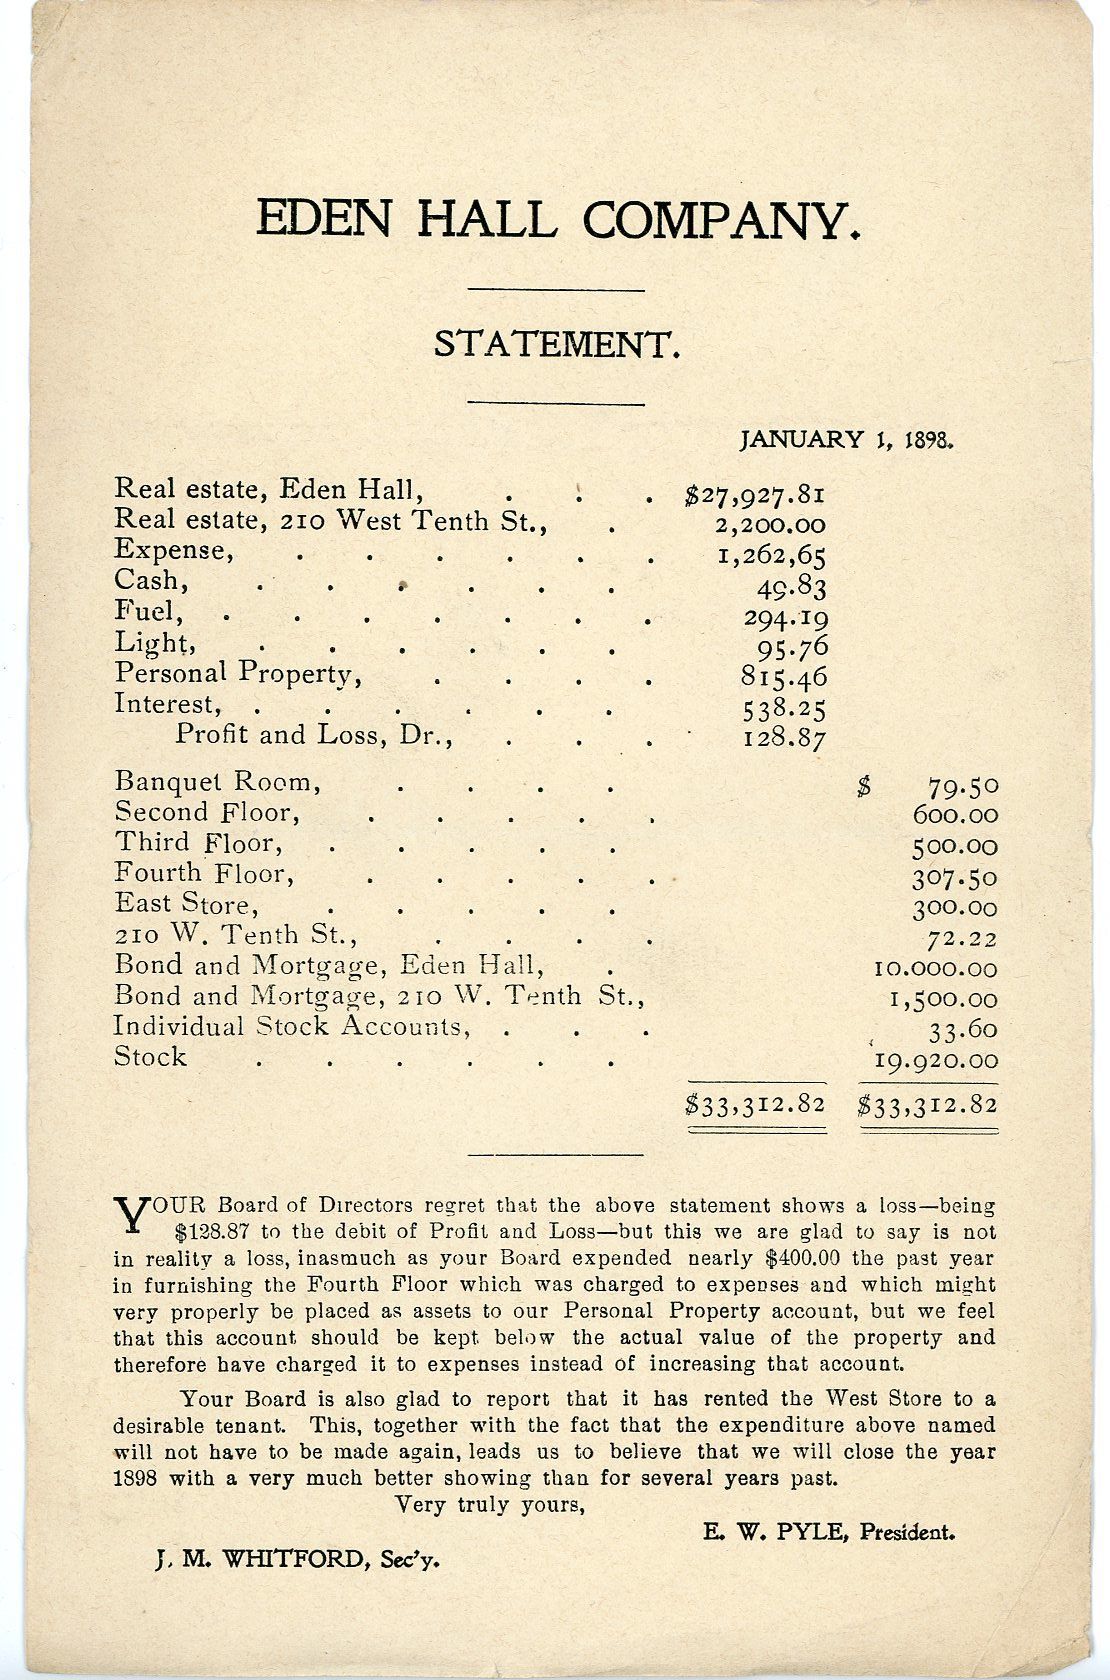 EDEN HALL COMPANY.
STATEMENT.
JANUARY 1, 1898.
Real estate, Eden Hall, . . . $27,927.81
Real estate, 210 West Tenth St., . 2,200.00
Expense, . . . . . . 1,262,65
Cash, . . . . . . 49.83
Fuel, . . . . . . . 294.19
Light, . . . . . . 95.76
Personal Property, . . . . 815.46
Interest, . . . . . . 538.25
Profit and Loss, Dr., . . . 128.87
Banquet Room, . . . . $ 79.50
Second Floor, . . . . . 600.00
Third Floor, . . . . . 500.00
Fourth Floor, . . . . . 307.50
East Store, . . . . . 300.00
210 W. Tenth St., . . . . 72.22
Bond and Mortgage, Eden Hall, . 10.000.00
Bond and Mortgage, 210 W. Tenth St., 1,500.00
Individual Stock Accounts, . . . 33.60
Stock . . . . . . 19.920.00
$33,312.82 $33,312.82
YOUR Board of Directors regret that the above statement shows a loss—being
$128.87 to the debit of Profit and Loss—but this we are glad to say is not
in reality a loss, inasmuch as your Board expended nearly $400.00 the past year
in furnishing the Fourth Floor which was charged to expenses and which might
very properly be placed as assets to our Personal Property account, but we feel
that this account should be kept below the actual value of the property and
therefore have charged it to expenses instead of increasing that account.
Your Board is also glad to report that it has rented the West Store to a
desirable tenant. This, together with the fact that the expenditure above named
will not have to be made again, leads us to believe that we will close the year
1898 with a very much better showing than for several years past.
Very truly yours,
E. W. PYLE, President.
J. M. WHITFORD, Sec'y.